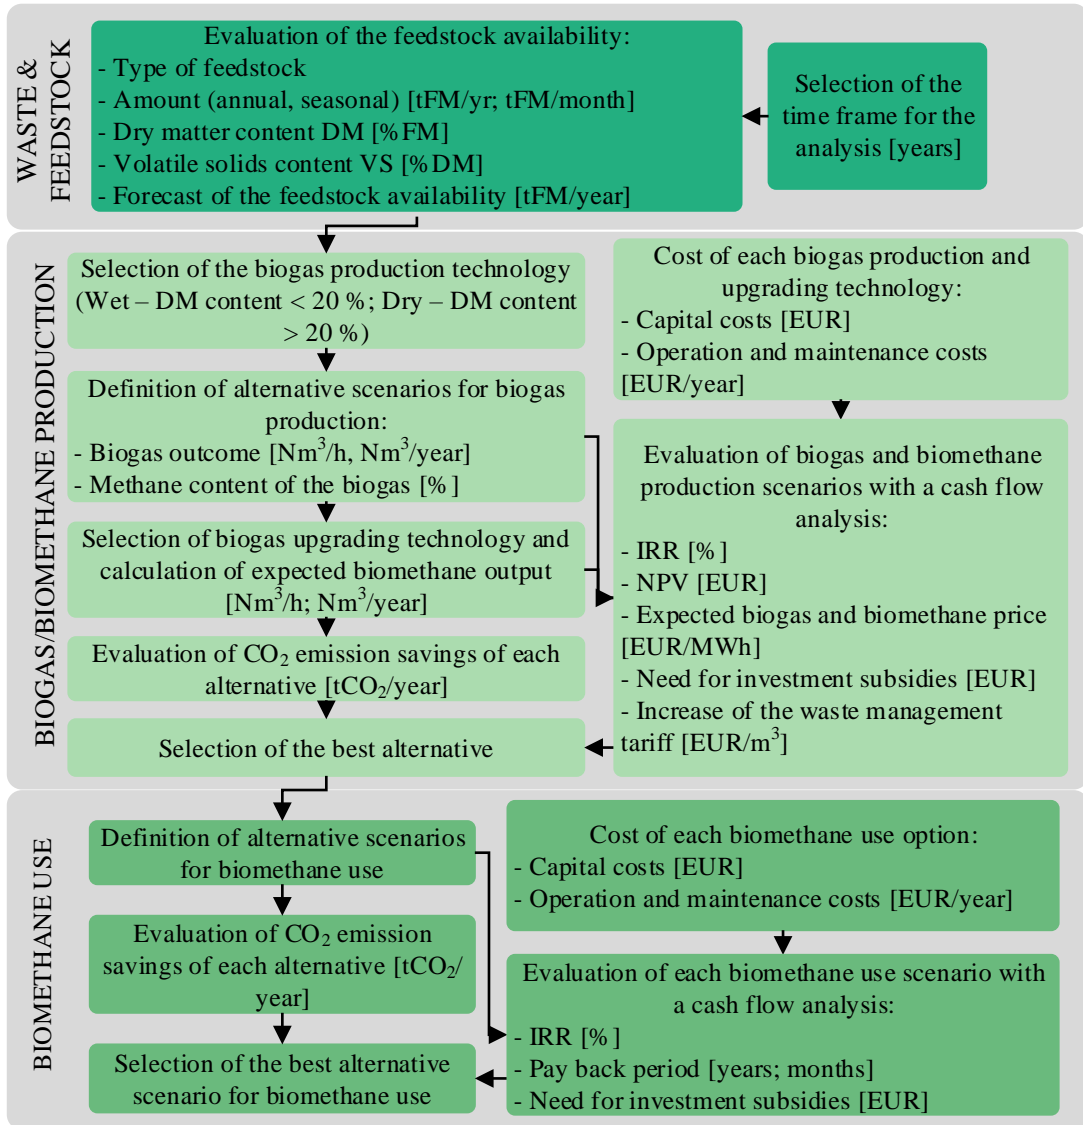 WASTE &
FEEDSTOCK
Evaluation of the feedstock availability:
- Type of feedstock
- Amount (annual, seasonal) [tFM/yr; tFM/month]
- Dry matter content DM [%FM]
- Volatile solids content VS [%DM]
- Forecast of the feedstock availability [tFM/year]
Selection of the
time frame for the
analysis [years]
BIOGAS/BIOMETHANE PRODUCTION
Selection of the biogas production technology
(Wet – DM content < 20 %; Dry – DM content
> 20 %)
Definition of alternative scenarios for biogas
production:
- Biogas outcome [Nm³/h, Nm³/year]
- Methane content of the biogas [%]
Selection of biogas upgrading technology and
calculation of expected biomethane output
[Nm³/h; Nm³/year]
Evaluation of CO₂ emission savings of each
alternative [tCO₂/year]
Selection of the best alternative
Cost of each biogas production and
upgrading technology:
- Capital costs [EUR]
- Operation and maintenance costs
[EUR/year]
Evaluation of biogas and biomethane
production scenarios with a cash flow
analysis:
- IRR [%]
- NPV [EUR]
- Expected biogas and biomethane price
[EUR/MWh]
- Need for investment subsidies [EUR]
- Increase of the waste management
tariff [EUR/m³]
BIOMETHANE USE
Definition of alternative scenarios
for biomethane use
Evaluation of CO₂ emission
savings of each alternative [tCO₂/
year]
Selection of the best alternative
scenario for biomethane use
Cost of each biomethane use option:
- Capital costs [EUR]
- Operation and maintenance costs [EUR/year]
Evaluation of each biomethane use scenario with
a cash flow analysis:
- IRR [%]
- Pay back period [years; months]
- Need for investment subsidies [EUR]